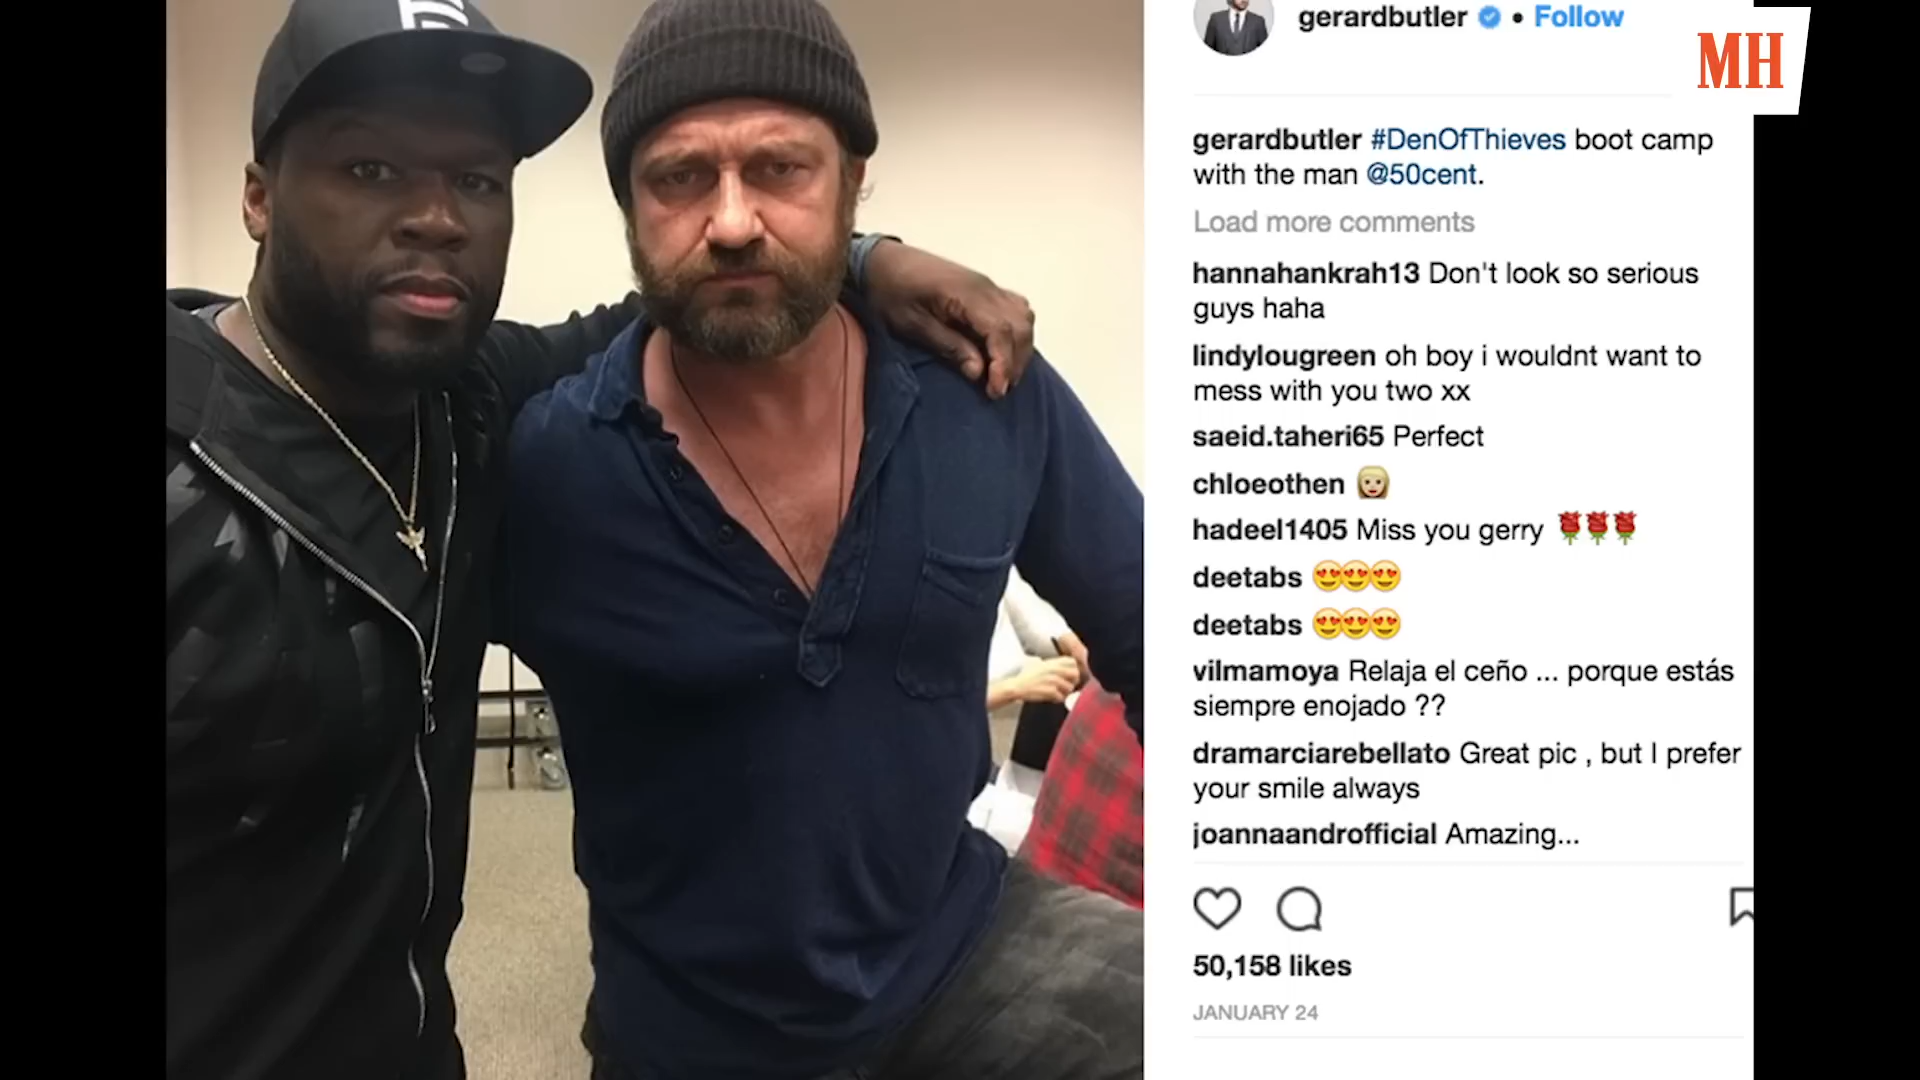 gerardbutler • Follow
MH
gerardbutler #DenOfThieves boot camp
with the man @50cent.
Load more comments
hannahankrah13 Don't look so serious
guys haha
lindylougreen oh boy i wouldnt want to
mess with you two xx
saeid.taheri65 Perfect
chloeothen 👱‍♀️
hadeel1405 Miss you gerry 🌹🌹🌹
deetabs 😍😍😍
deetabs 😍😍😍
vilmamoya Relaja el ceño ... porque estás
siempre enojado ??
dramarciarebellato Great pic , but I prefer
your smile always
joannaandrofficial Amazing...
50,158 likes
JANUARY 24